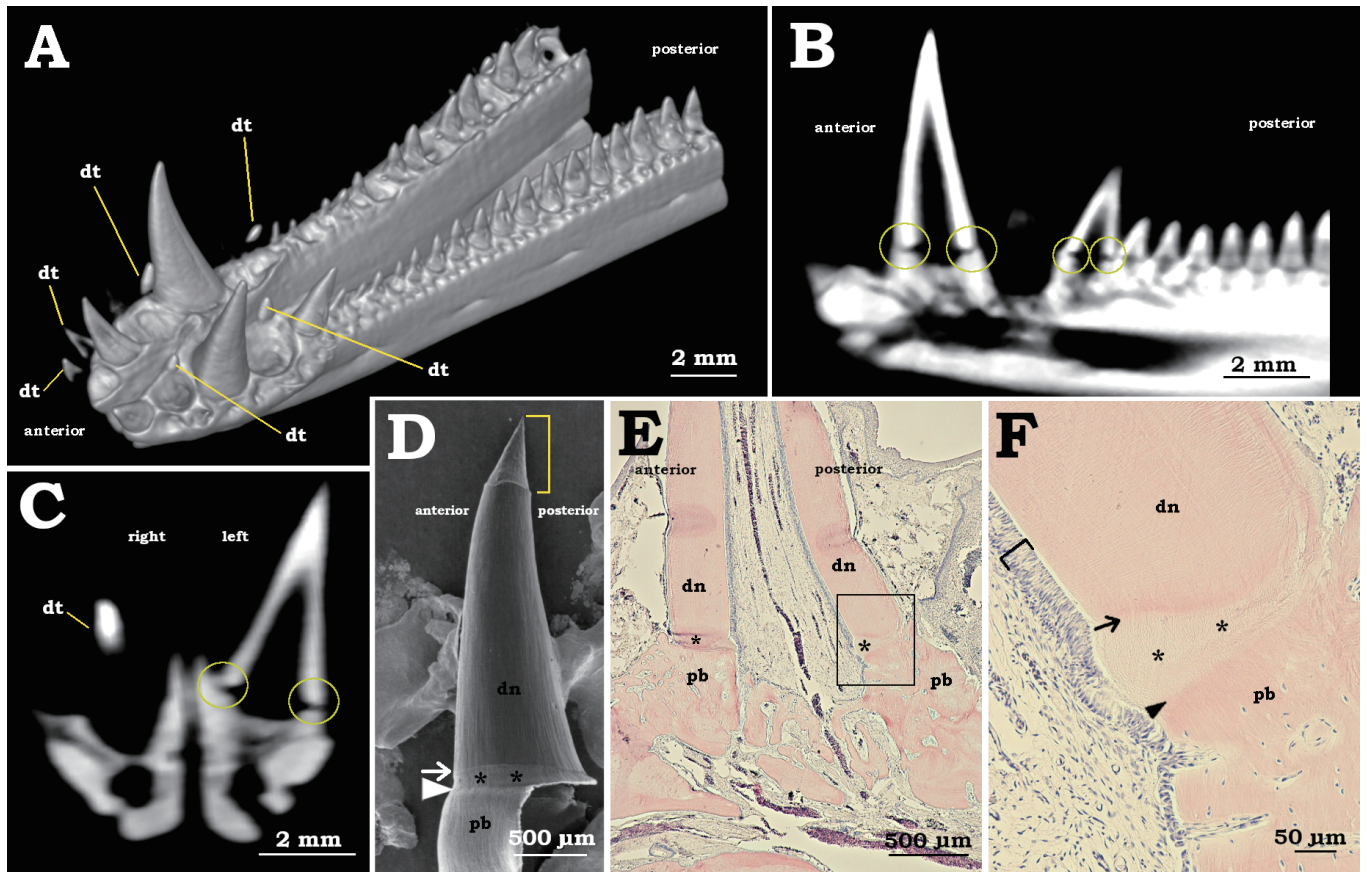 A
posterior
dt
dt
dt
dt
dt
dt
anterior
2 mm
B
anterior
posterior
2 mm
C
right
left
dt
2 mm
D
anterior
posterior
dn
* *
pb
500 µm
E
anterior
posterior
dn
dn
*
*
pb
pb
500 µm
F
dn
*
*
pb
50 µm